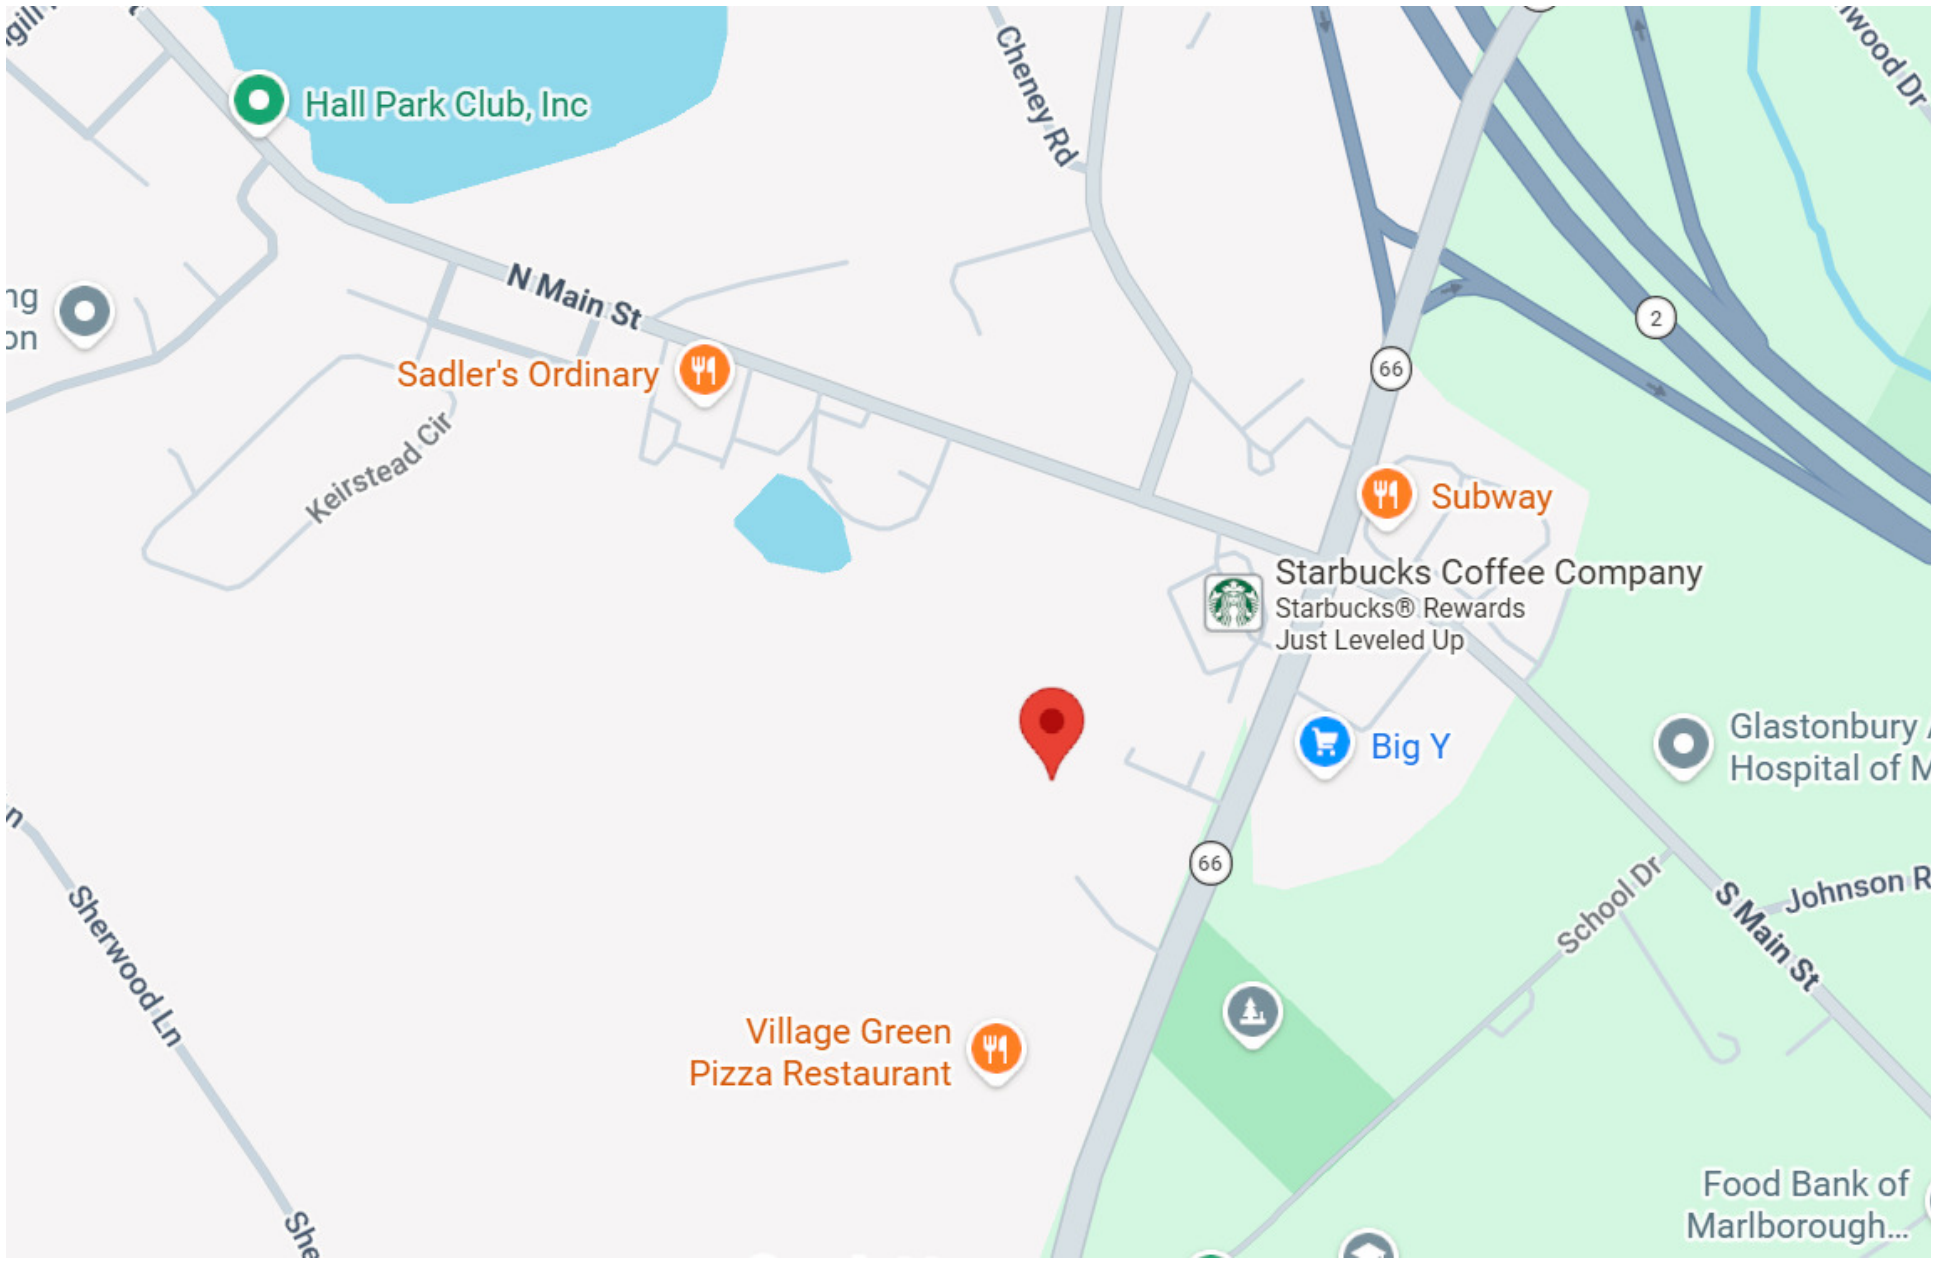 Hall Park Club, Inc
Cheney Rd
N Main St
Sadler's Ordinary
Keirstead Cir
2
66
Subway
Starbucks Coffee Company
Starbucks® Rewards
Just Leveled Up
Big Y
Glastonbury
Hospital of
66
School Dr
Johnson R
S Main St
Sherwood Ln
Village Green
Pizza Restaurant
Food Bank of
Marlborough...
She